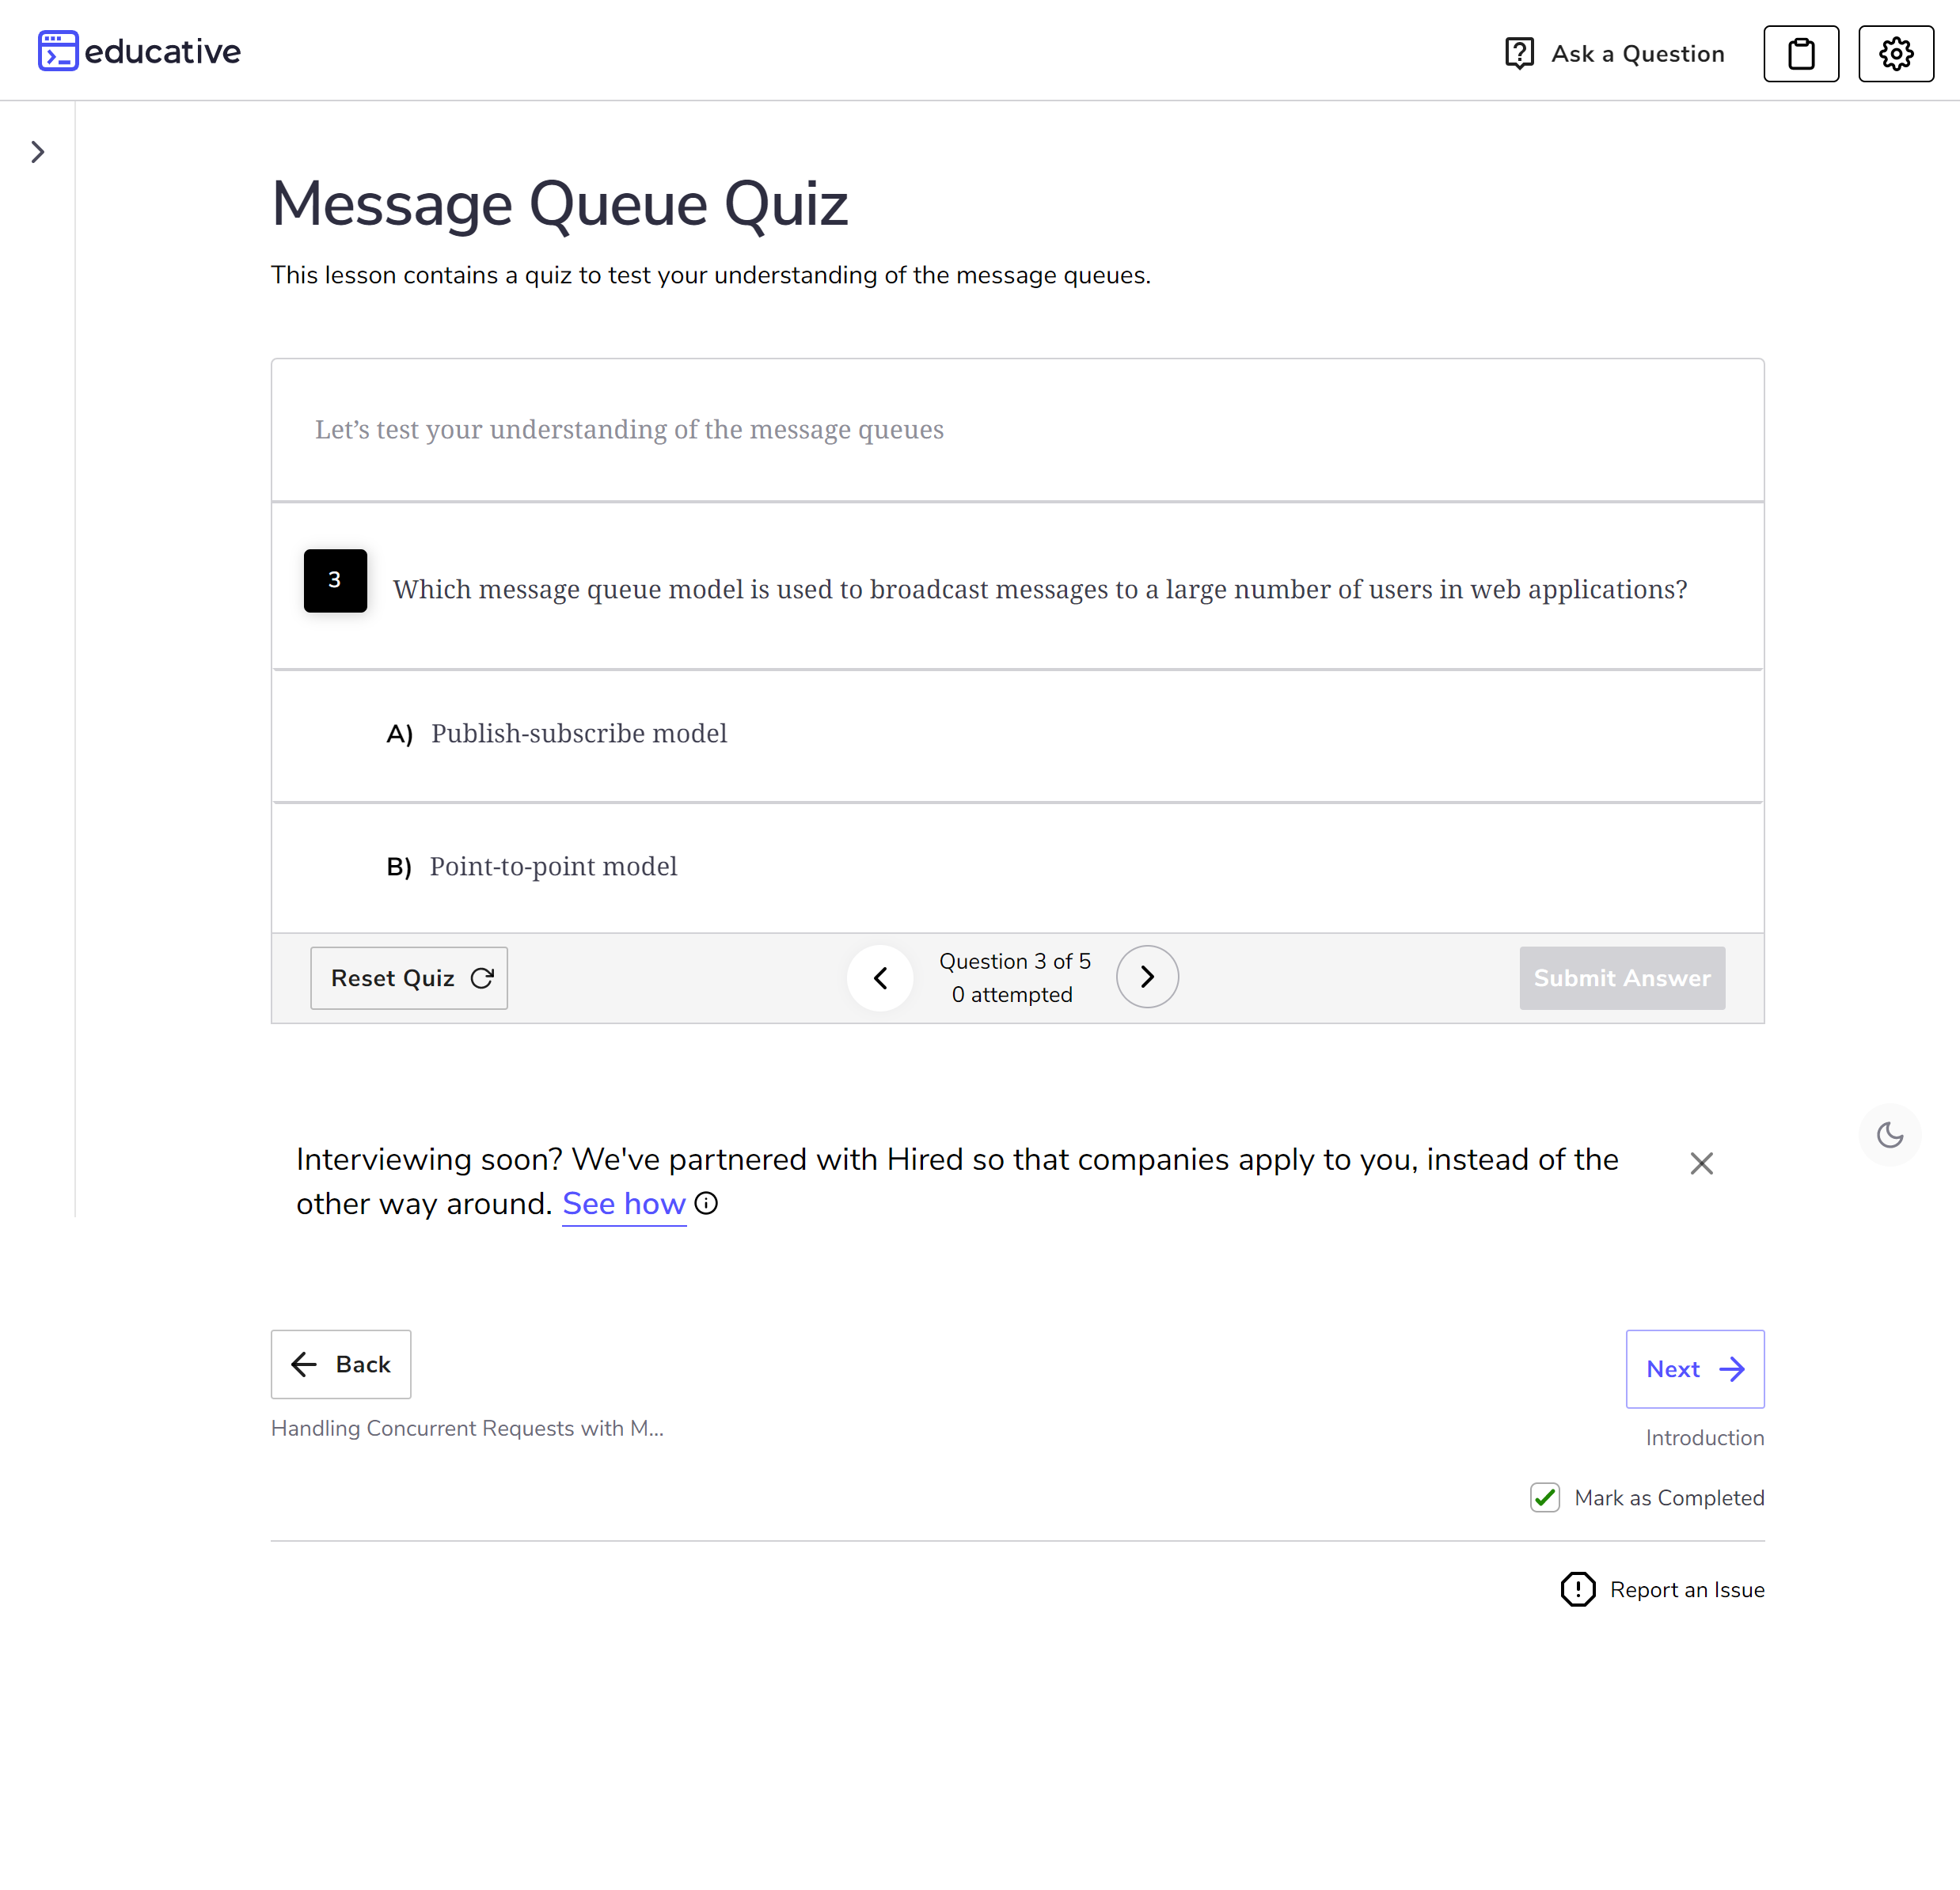 educative
Ask a Question
Message Queue Quiz
This lesson contains a quiz to test your understanding of the message queues.
Let’s test your understanding of the message queues
3
Which message queue model is used to broadcast messages to a large number of users in web applications?
A) Publish-subscribe model
B) Point-to-point model
Reset Quiz
Question 3 of 5
0 attempted
Submit Answer
Interviewing soon? We've partnered with Hired so that companies apply to you, instead of the
other way around. See how
Back
Next
Handling Concurrent Requests with M...
Introduction
Mark as Completed
Report an Issue